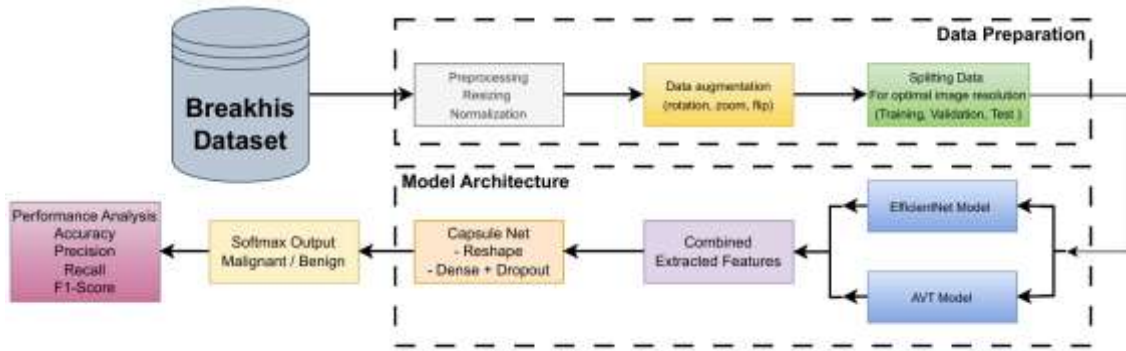 Data Preparation
Breakhis
Dataset
Preprocessing
Resizing
Normalization
Data augmentation
(rotation, zoom, flip)
Splitting Data
For optimal image resolution
(Training, Validation, Test )
Model Architecture
EfficientNet Model
AVT Model
Combined
Extracted Features
Capsule Net
- Reshape
- Dense + Dropout
Softmax Output
Malignant / Benign
Performance Analysis
Accuracy
Precision
Recall
F1-Score